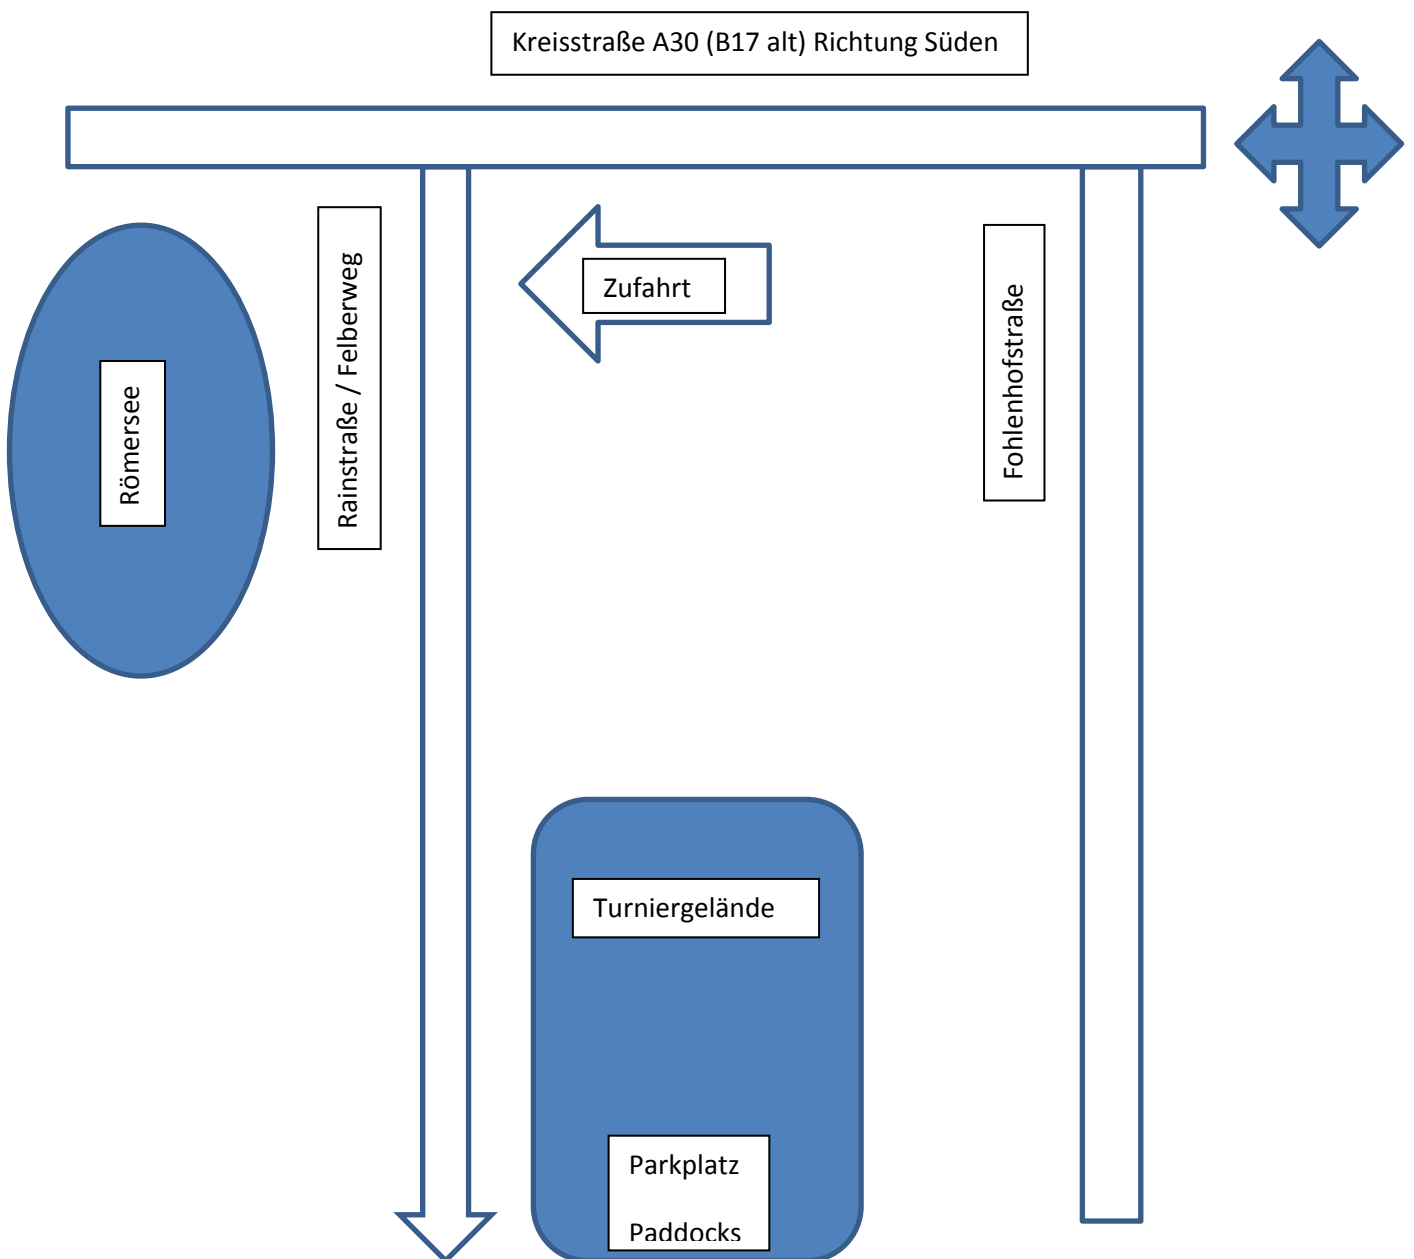 Kreisstraße A30 (B17 alt) Richtung Süden
Zufahrt
Rainstraße / Felberweg
Fohlenhofstraße
Römersee
Turniergelände
Parkplatz
Paddocks